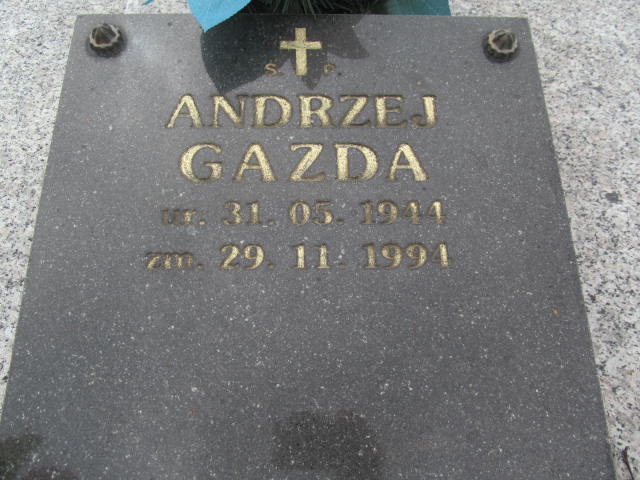 Ś. P.
ANDRZEJ
GAZDA
ur. 31. 05. 1944
zm. 29. 11. 1994